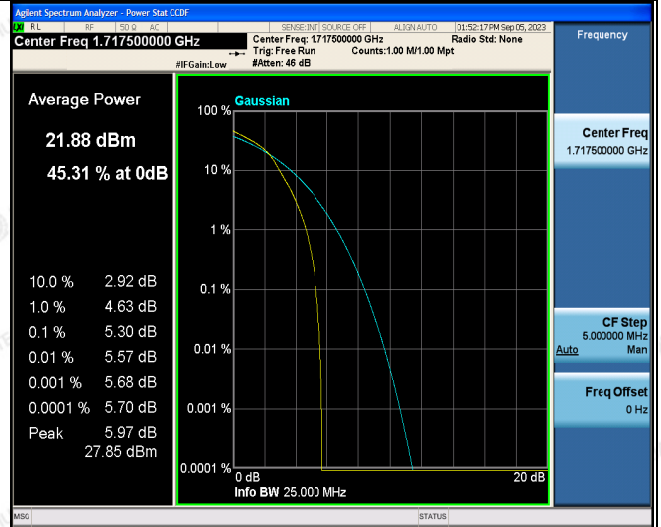 Agilent Spectrum Analyzer - Power Stat CCDF
LXI RL RF 50 Ω AC SENSE:INT SOURCE OFF ALIGN AUTO 01:52:17 PM Sep 05, 2023
Center Freq 1.717500000 GHz
Center Freq: 1.717500000 GHz Radio Std: None
Trig: Free Run Counts:1.00 M/1.00 Mpt
#IFGain:Low #Atten: 46 dB
Frequency
Average Power
21.88 dBm
45.31 % at 0dB
10.0 % 2.92 dB
1.0 % 4.63 dB
0.1 % 5.30 dB
0.01 % 5.57 dB
0.001 % 5.68 dB
0.0001 % 5.70 dB
Peak 5.97 dB
27.85 dBm
Gaussian
100 %
10 %
1 %
0.1 %
0.01 %
0.001 %
0.0001 %
0 dB 20 dB
Info BW 25.000 MHz
Center Freq
1.717500000 GHz
CF Step
5.000000 MHz
Auto Man
Freq Offset
0 Hz
MSG STATUS